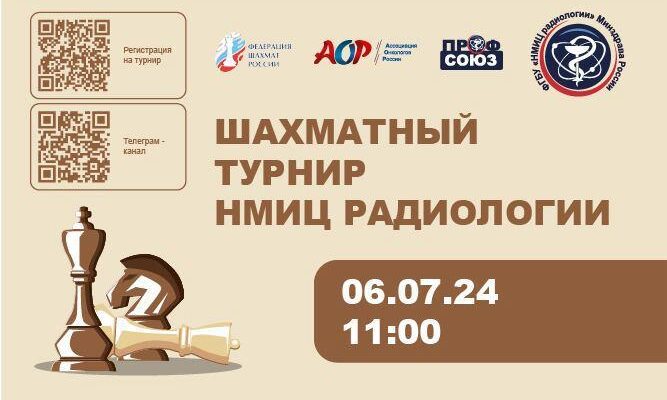 Регистрация
на турнир
ФЕДЕРАЦИЯ
ШАХМАТ
РОССИИ
АОР
Ассоциация
Онкологов
России
ПРОФ
СОЮЗ
ФГБУ «НМИЦ радиологии» Минздрава России
Телеграм -
канал
ШАХМАТНЫЙ
ТУРНИР
НМИЦ РАДИОЛОГИИ
06.07.24
11:00